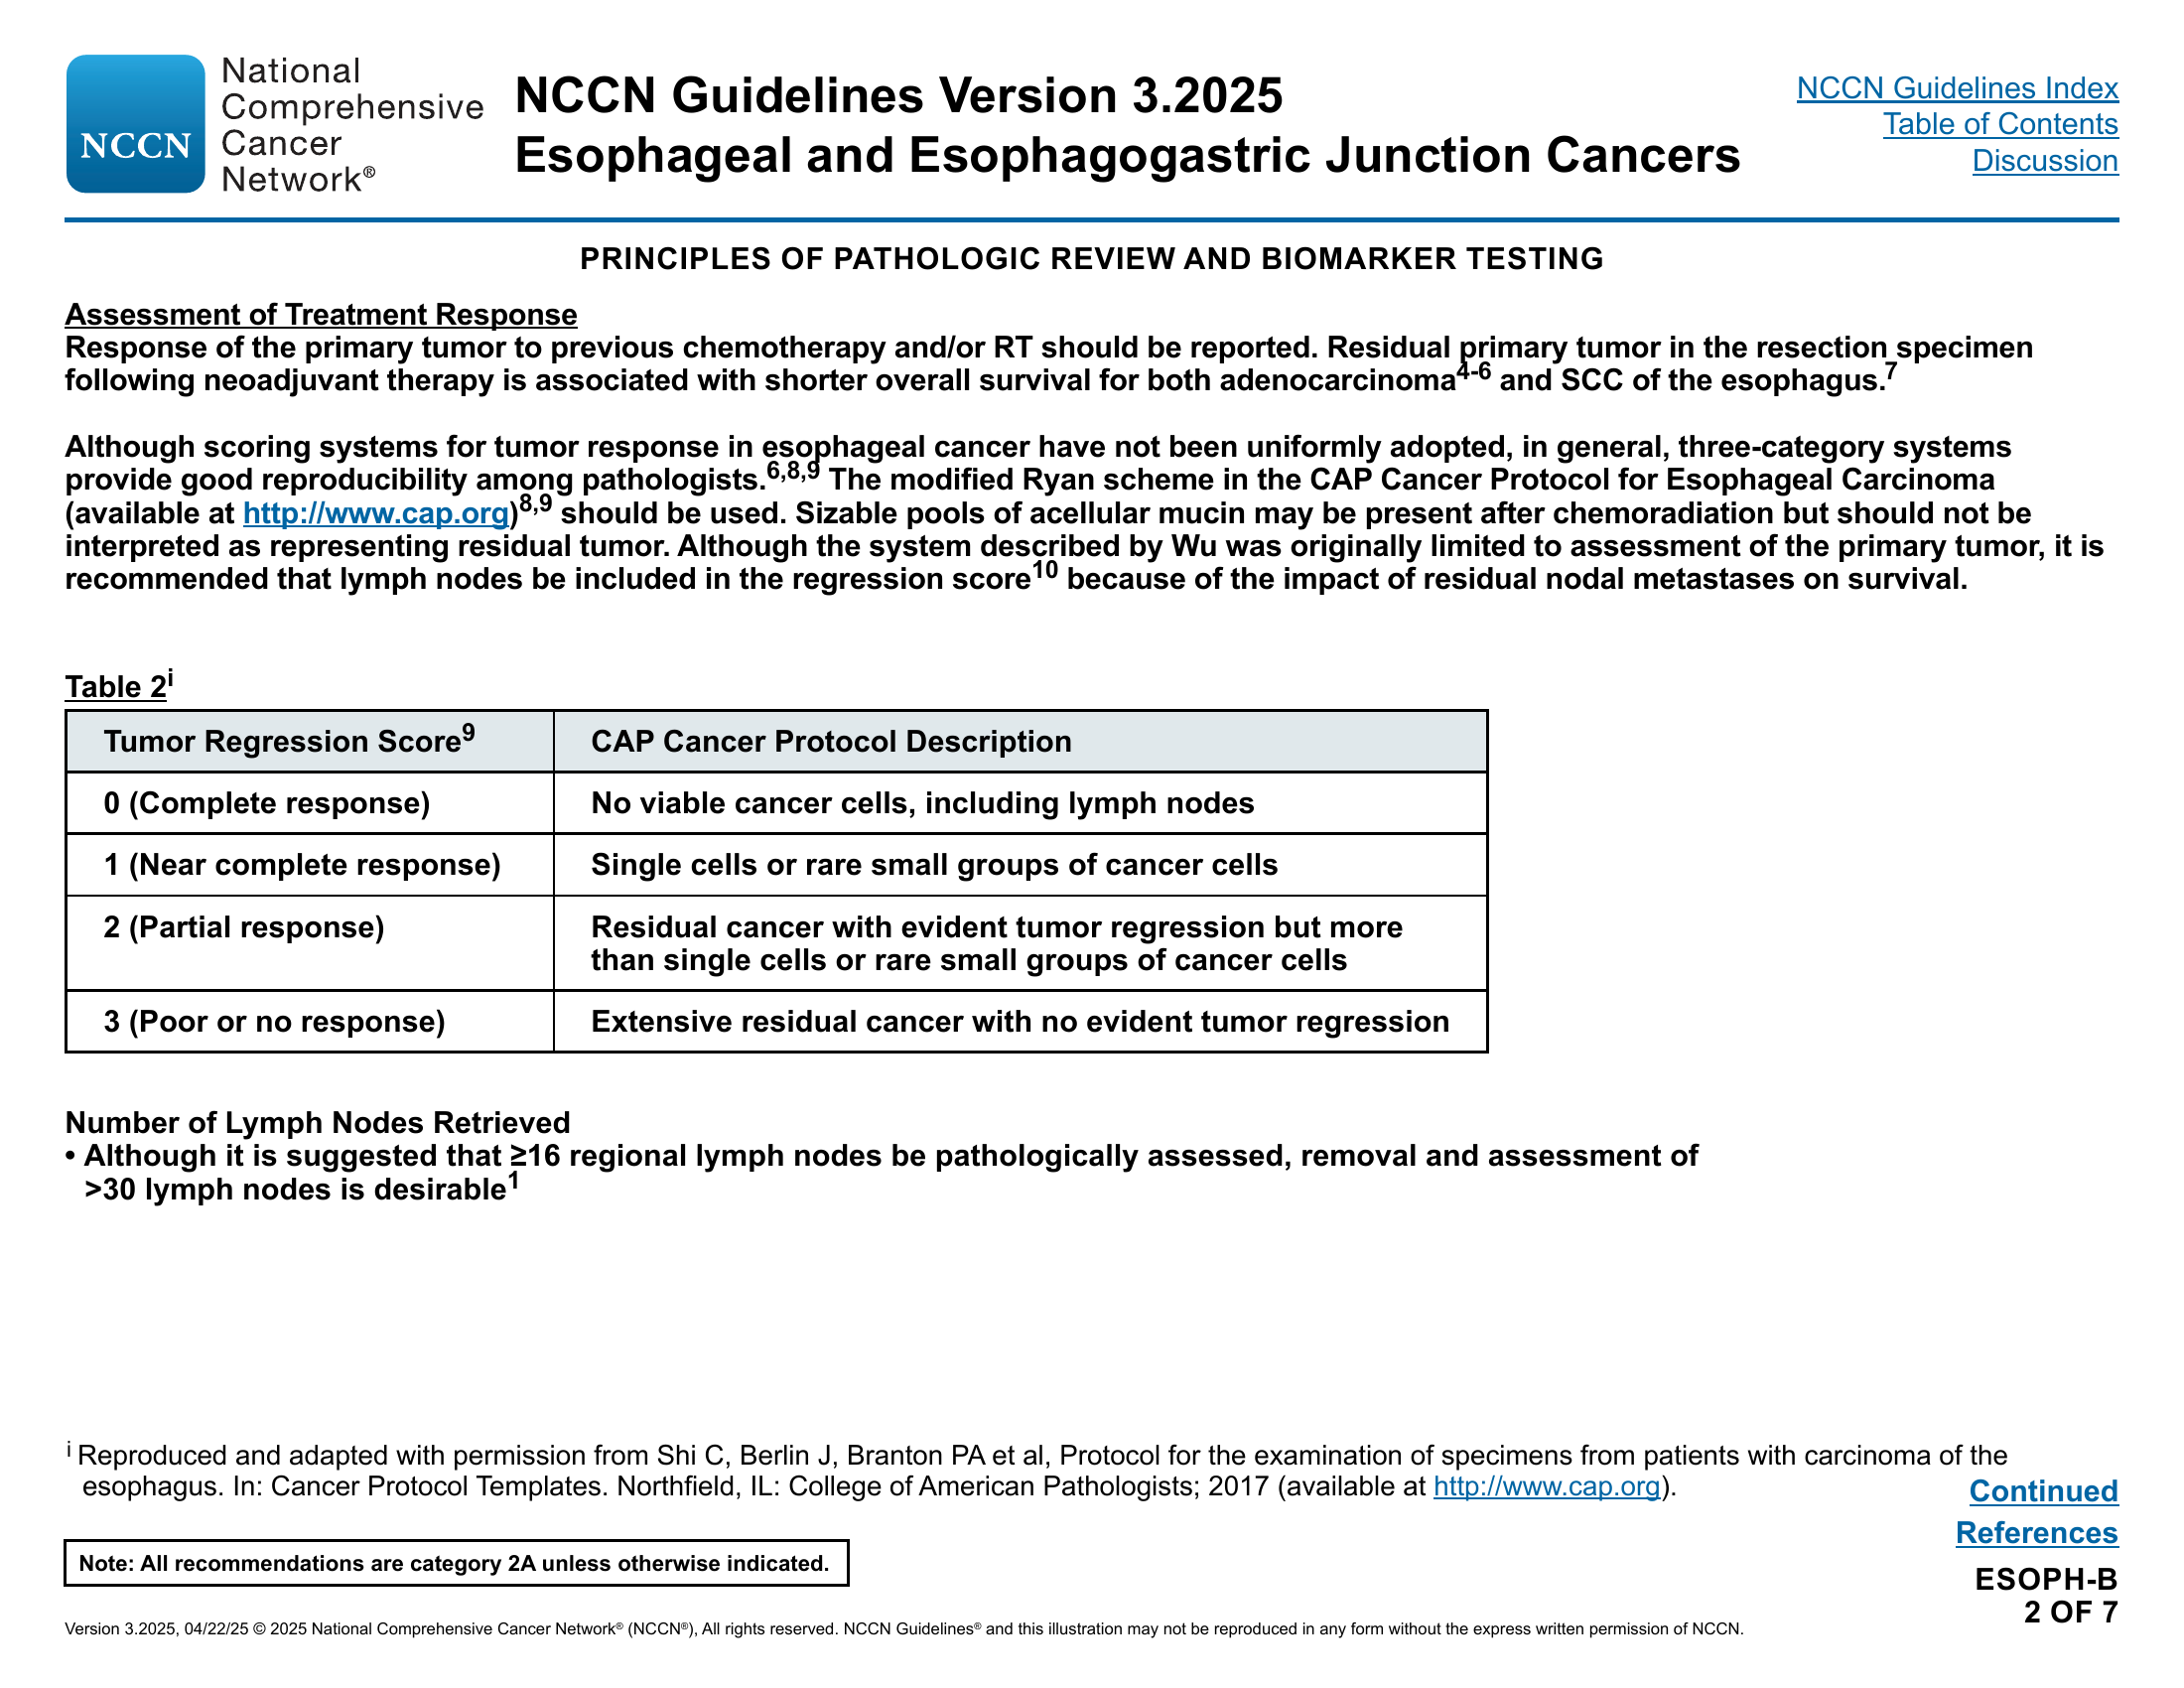 National
Comprehensive
NCCN Cancer
Network®
NCCN Guidelines Version 3.2025
Esophageal and Esophagogastric Junction Cancers
NCCN Guidelines Index
Table of Contents
Discussion
PRINCIPLES OF PATHOLOGIC REVIEW AND BIOMARKER TESTING
Assessment of Treatment Response
Response of the primary tumor to previous chemotherapy and/or RT should be reported. Residual primary tumor in the resection specimen
following neoadjuvant therapy is associated with shorter overall survival for both adenocarcinoma4-6 and SCC of the esophagus.7
Although scoring systems for tumor response in esophageal cancer have not been uniformly adopted, in general, three-category systems
provide good reproducibility among pathologists.6,8,9 The modified Ryan scheme in the CAP Cancer Protocol for Esophageal Carcinoma
(available at http://www.cap.org)8,9 should be used. Sizable pools of acellular mucin may be present after chemoradiation but should not be
interpreted as representing residual tumor. Although the system described by Wu was originally limited to assessment of the primary tumor, it is
recommended that lymph nodes be included in the regression score10 because of the impact of residual nodal metastases on survival.
Table 2i
Tumor Regression Score9 CAP Cancer Protocol Description
0 (Complete response) No viable cancer cells, including lymph nodes
1 (Near complete response) Single cells or rare small groups of cancer cells
2 (Partial response) Residual cancer with evident tumor regression but more
than single cells or rare small groups of cancer cells
3 (Poor or no response) Extensive residual cancer with no evident tumor regression
Number of Lymph Nodes Retrieved
• Although it is suggested that ≥16 regional lymph nodes be pathologically assessed, removal and assessment of
>30 lymph nodes is desirable1
i Reproduced and adapted with permission from Shi C, Berlin J, Branton PA et al, Protocol for the examination of specimens from patients with carcinoma of the
esophagus. In: Cancer Protocol Templates. Northfield, IL: College of American Pathologists; 2017 (available at http://www.cap.org).
Continued
References
Note: All recommendations are category 2A unless otherwise indicated.
ESOPH-B
2 OF 7
Version 3.2025, 04/22/25 © 2025 National Comprehensive Cancer Network® (NCCN®), All rights reserved. NCCN Guidelines® and this illustration may not be reproduced in any form without the express written permission of NCCN.